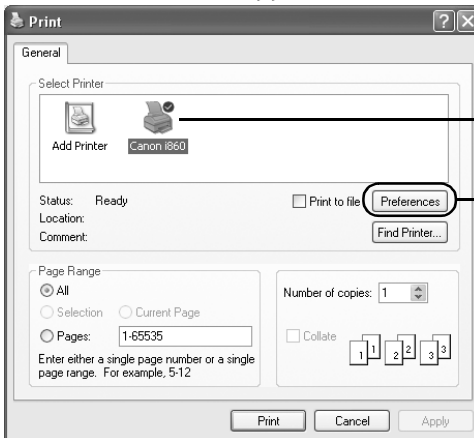 Print
General
Select Printer
Add Printer
Canon i860
Status: Ready
Location:
Comment:
Print to file
Preferences
Find Printer...
Page Range
All
Selection
Current Page
Pages:
1-65535
Enter either a single page number or a single
page range. For example, 5-12
Number of copies: 1
Collate
1 1 2 2 3 3
Print
Cancel
Apply